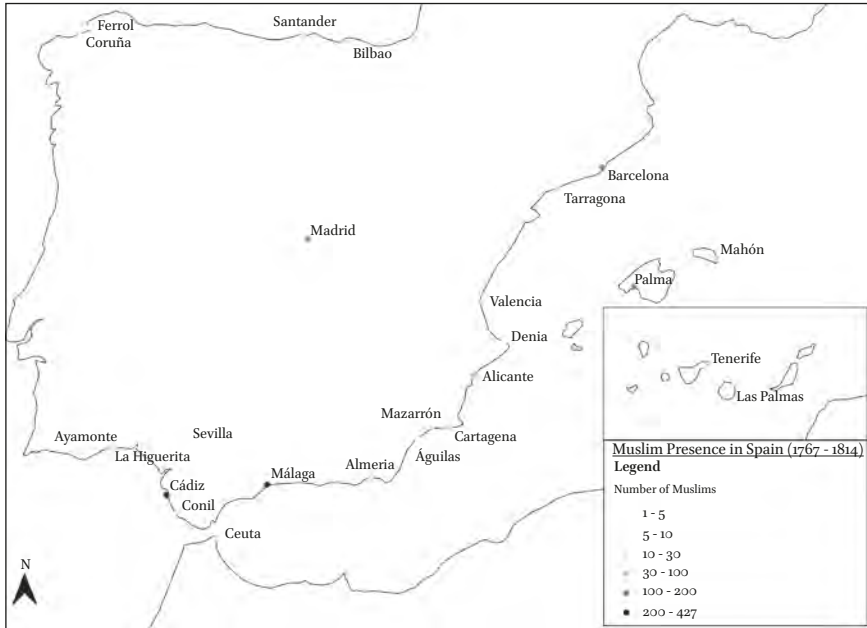 Ferrol
Coruña
Santander
Bilbao
Barcelona
Tarragona
Madrid
Mahón
Palma
Valencia
Denia
Alicante
Tenerife
Las Palmas
Mazarrón
Cartagena
Águilas
Ayamonte
Sevilla
La Higuerita
Cádiz
Conil
Málaga
Almeria
Ceuta
N
Muslim Presence in Spain (1767 - 1814)
Legend
Number of Muslims
1 - 5
5 - 10
10 - 30
30 - 100
100 - 200
200 - 427